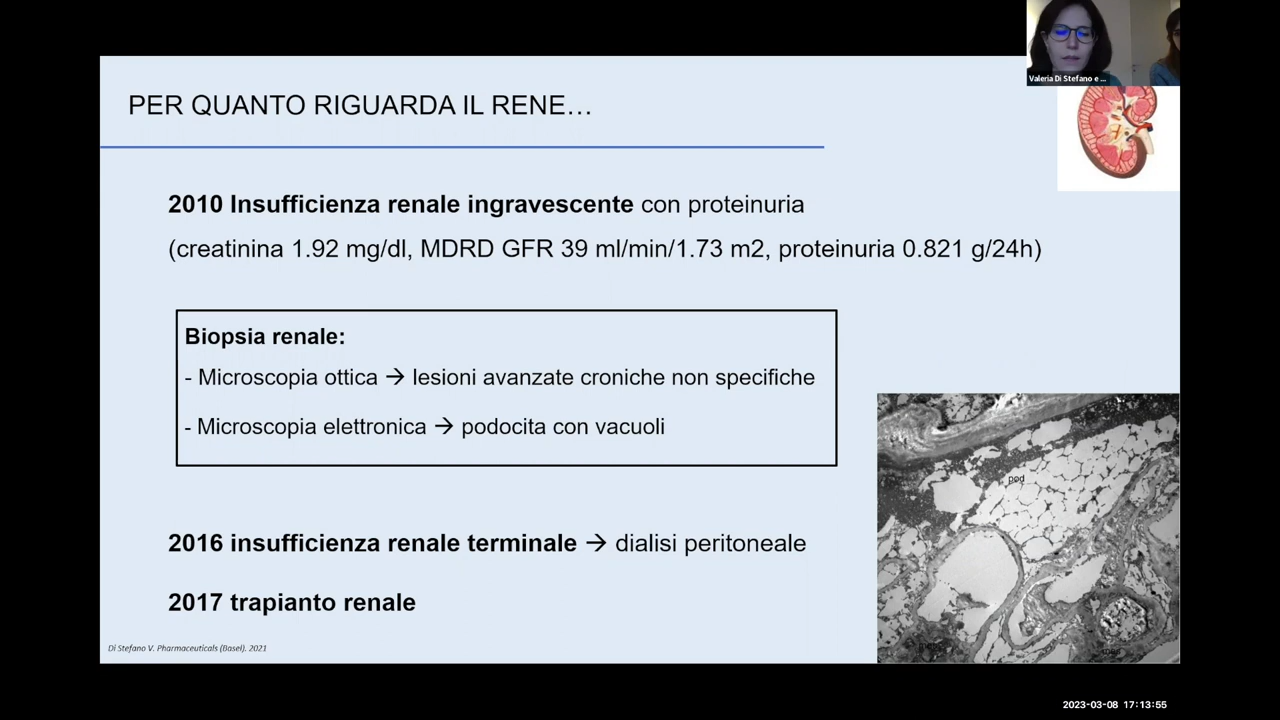 Valeria Di Stefano e ...
PER QUANTO RIGUARDA IL RENE...
2010 Insufficienza renale ingravescente con proteinuria
(creatinina 1.92 mg/dl, MDRD GFR 39 ml/min/1.73 m2, proteinuria 0.821 g/24h)
Biopsia renale:
- Microscopia ottica → lesioni avanzate croniche non specifiche
- Microscopia elettronica → podocita con vacuoli
pod
2016 insufficienza renale terminale → dialisi peritoneale
2017 trapianto renale
Di Stefano V. Pharmaceuticals (Basel). 2021
2023-03-08 17:13:55